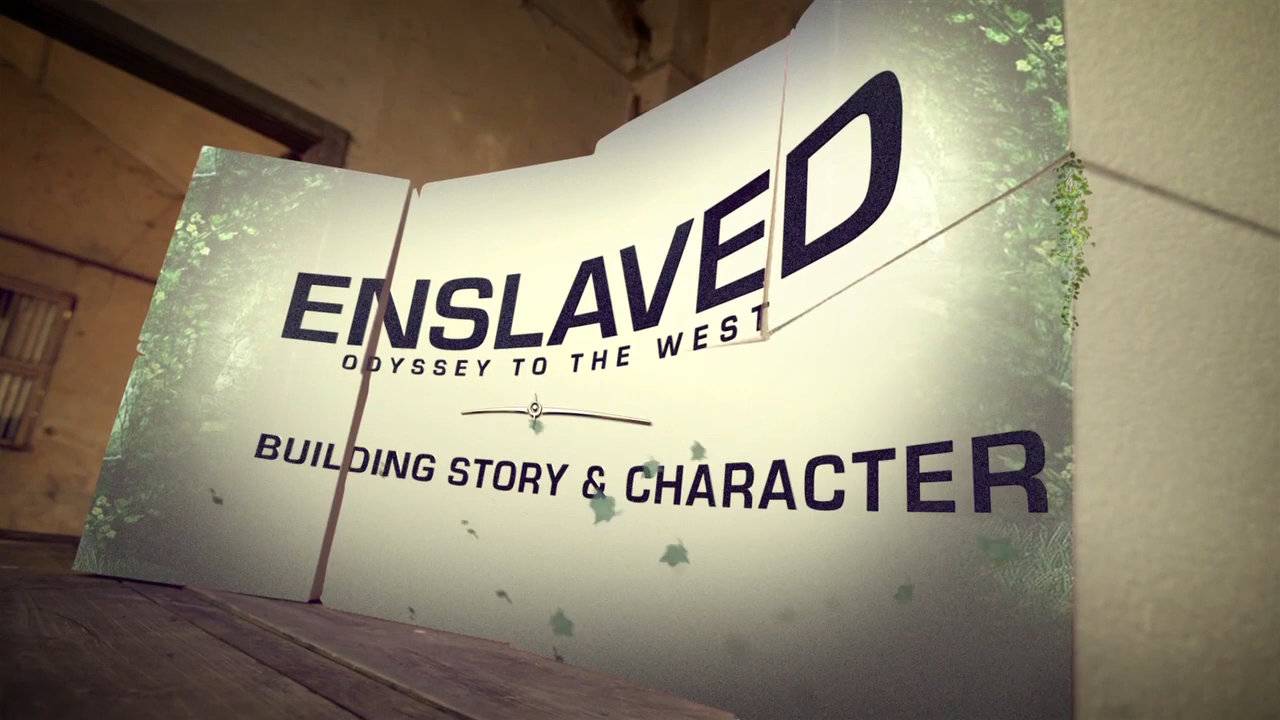 ENSLAVED
ODYSSEY TO THE WEST
BUILDING STORY & CHARACTER